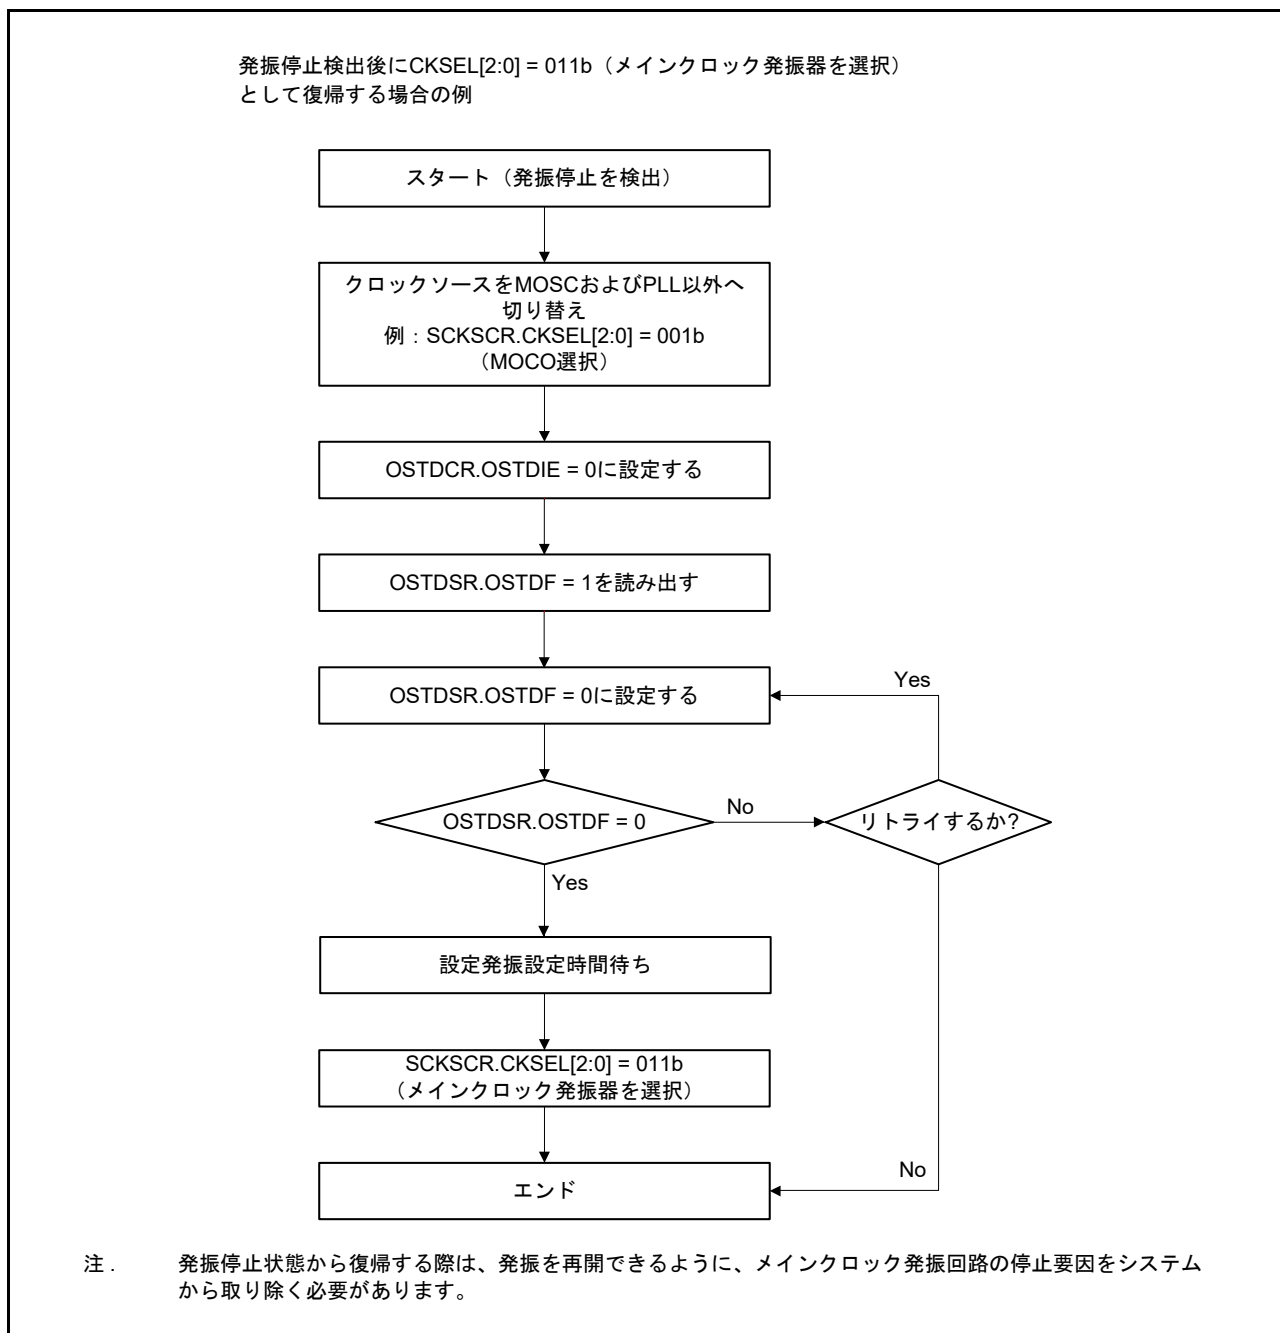 発振停止検出後にCKSEL[2:0] = 011b（メインクロック発振器を選択）
として復帰する場合の例
スタート（発振停止を検出）
クロックソースをMOSCおよびPLL以外へ
切り替え
例：SCKSCR.CKSEL[2:0] = 001b
（MOCO選択）
OSTDCR.OSTDIE = 0に設定する
OSTDSR.OSTDF = 1を読み出す
OSTDSR.OSTDF = 0に設定する
Yes
OSTDSR.OSTDF = 0
No
リトライするか?
Yes
設定発振設定時間待ち
SCKSCR.CKSEL[2:0] = 011b
（メインクロック発振器を選択）
No
エンド
注． 発振停止状態から復帰する際は、発振を再開できるように、メインクロック発振回路の停止要因をシステム
から取り除く必要があります。